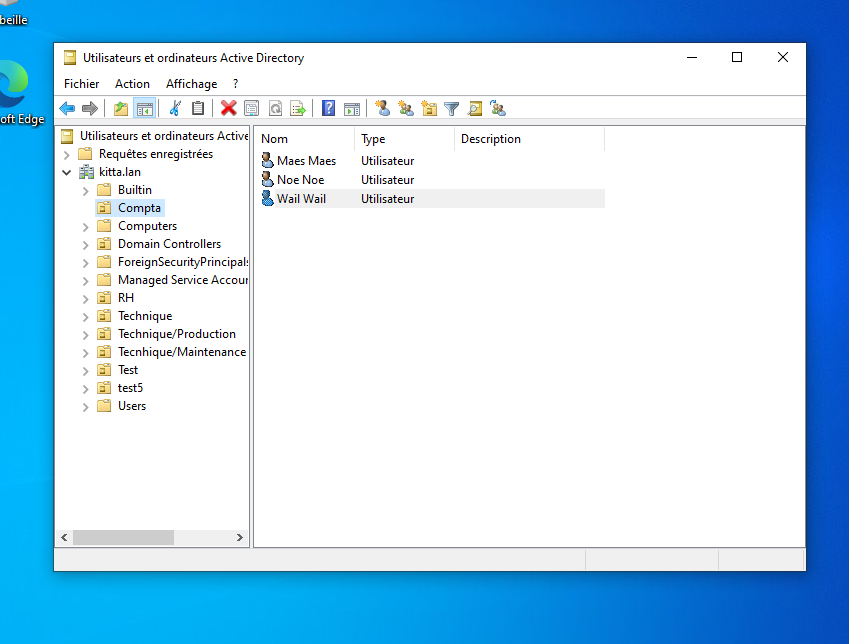 beille
oft Edge
Utilisateurs et ordinateurs Active Directory
Fichier Action Affichage ?
Utilisateurs et ordinateurs Active
Requêtes enregistrées
kitta.lan
Builtin
Compta
Computers
Domain Controllers
ForeignSecurityPrincipals
Managed Service Accour
RH
Technique
Technique/Production
Tecnhique/Maintenance
Test
test5
Users
Nom Type Description
Maes Maes Utilisateur
Noe Noe Utilisateur
Wail Wail Utilisateur